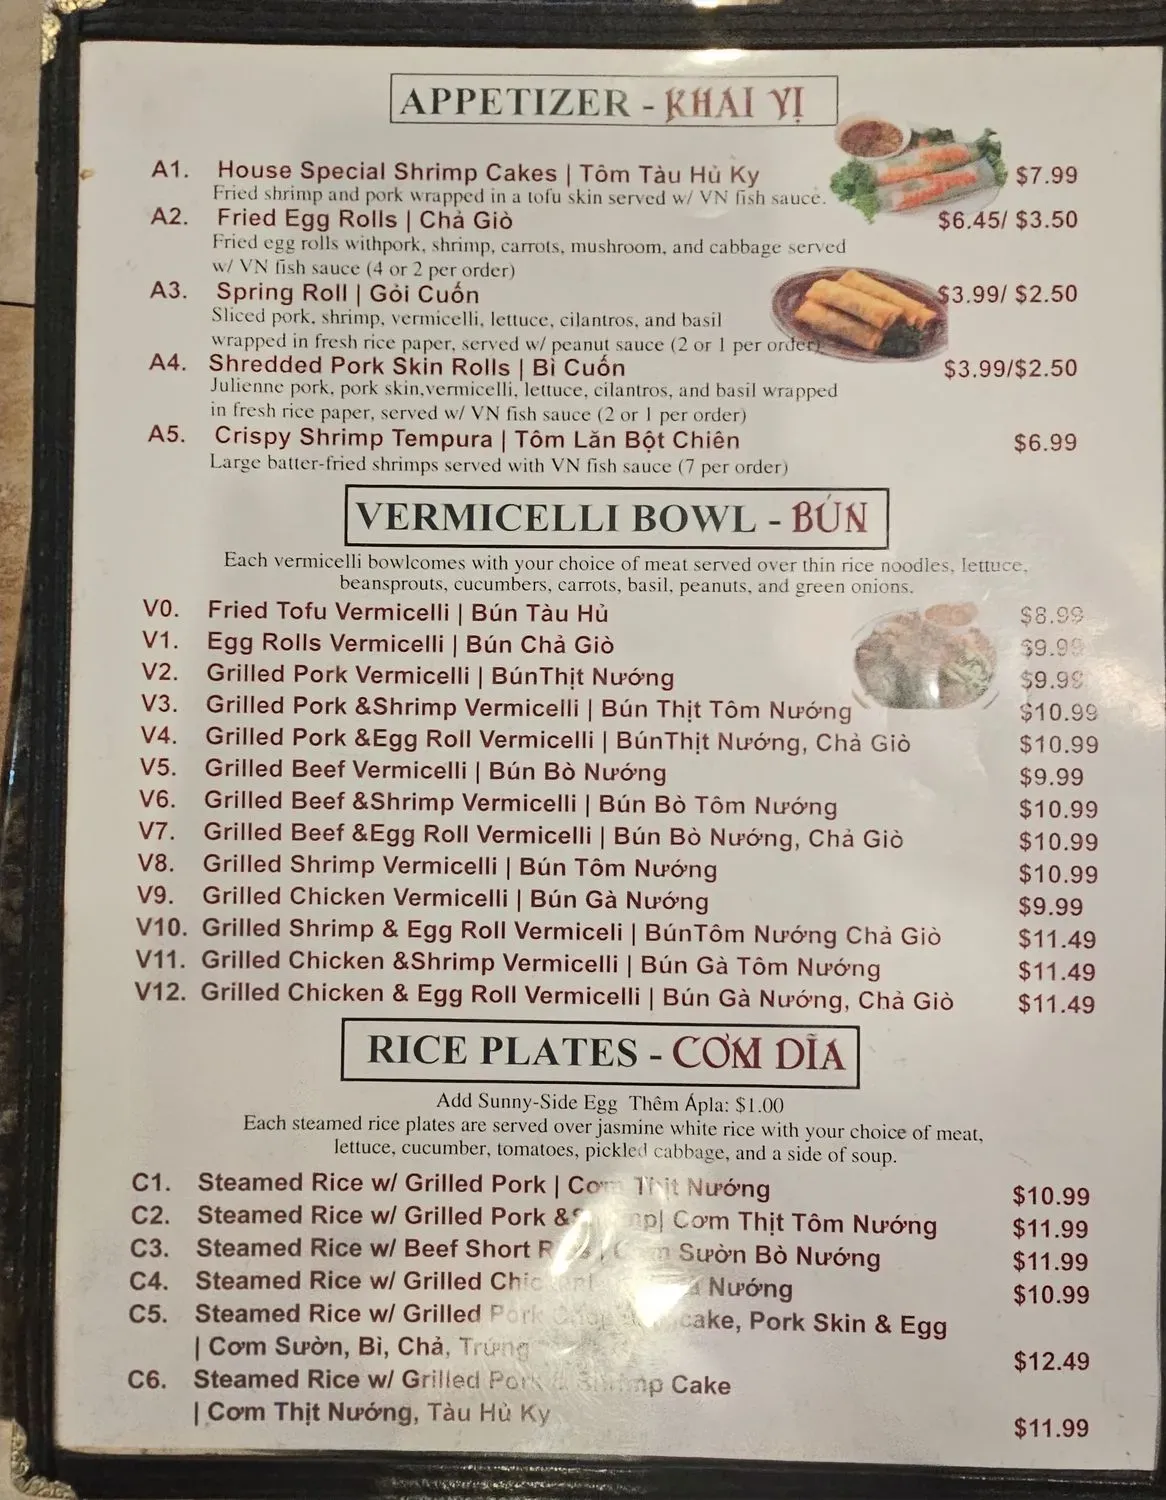 APPETIZER - KHAI VỊ
A1. House Special Shrimp Cakes | Tôm Tàu Hủ Ky $7.99
Fried shrimp and pork wrapped in a tofu skin served w/ VN fish sauce.
A2. Fried Egg Rolls | Chả Giò $6.45/ $3.50
Fried egg rolls withpork, shrimp, carrots, mushroom, and cabbage served
w/ VN fish sauce (4 or 2 per order)
A3. Spring Roll | Gỏi Cuốn $3.99/ $2.50
Sliced pork, shrimp, vermicelli, lettuce, cilantros, and basil
wrapped in fresh rice paper, served w/ peanut sauce (2 or 1 per order)
A4. Shredded Pork Skin Rolls | Bì Cuốn $3.99/$2.50
Julienne pork, pork skin,vermicelli, lettuce, cilantros, and basil wrapped
in fresh rice paper, served w/ VN fish sauce (2 or 1 per order)
A5. Crispy Shrimp Tempura | Tôm Lăn Bột Chiên $6.99
Large batter-fried shrimps served with VN fish sauce (7 per order)
VERMICELLI BOWL - BÚN
Each vermicelli bowlcomes with your choice of meat served over thin rice noodles, lettuce,
beansprouts, cucumbers, carrots, basil, peanuts, and green onions.
V0. Fried Tofu Vermicelli | Bún Tàu Hủ $8.99
V1. Egg Rolls Vermicelli | Bún Chả Giò $9.99
V2. Grilled Pork Vermicelli | BúnThịt Nướng $9.99
V3. Grilled Pork &Shrimp Vermicelli | Bún Thịt Tôm Nướng $10.99
V4. Grilled Pork &Egg Roll Vermicelli | BúnThịt Nướng, Chả Giò $10.99
V5. Grilled Beef Vermicelli | Bún Bò Nướng $9.99
V6. Grilled Beef &Shrimp Vermicelli | Bún Bò Tôm Nướng $10.99
V7. Grilled Beef &Egg Roll Vermicelli | Bún Bò Nướng, Chả Giò $10.99
V8. Grilled Shrimp Vermicelli | Bún Tôm Nướng $10.99
V9. Grilled Chicken Vermicelli | Bún Gà Nướng $9.99
V10. Grilled Shrimp & Egg Roll Vermiceli | BúnTôm Nướng Chả Giò $11.49
V11. Grilled Chicken &Shrimp Vermicelli | Bún Gà Tôm Nướng $11.49
V12. Grilled Chicken & Egg Roll Vermicelli | Bún Gà Nướng, Chả Giò $11.49
RICE PLATES - CƠM DĨA
Add Sunny-Side Egg Thêm Ápla: $1.00
Each steamed rice plates are served over jasmine white rice with your choice of meat,
lettuce, cucumber, tomatoes, pickled cabbage, and a side of soup.
C1. Steamed Rice w/ Grilled Pork | Cơm Thịt Nướng $10.99
C2. Steamed Rice w/ Grilled Pork & | Cơm Thịt Tôm Nướng $11.99
C3. Steamed Rice w/ Beef Short | Sườn Bò Nướng $11.99
C4. Steamed Rice w/ Grilled Nướng $10.99
C5. Steamed Rice w/ Grilled Pork Pork Skin & Egg
| Cơm Sườn, Bì, Chả, Trứng $12.49
C6. Steamed Rice w/ Grilled Pork & Shrimp Cake
| Cơm Thịt Nướng, Tàu Hủ Ky $11.99